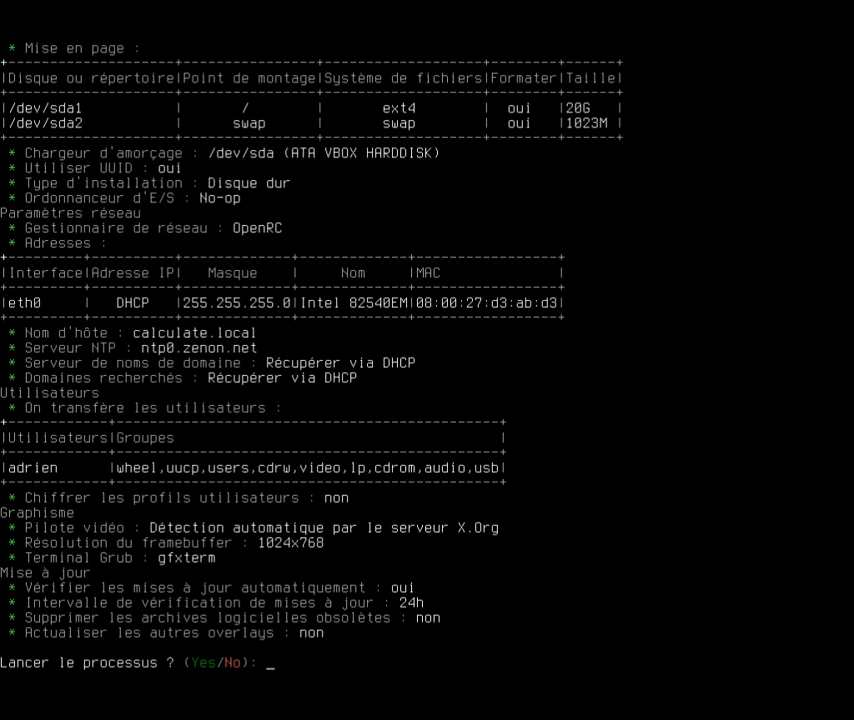 * Mise en page :
+--------------------+----------------+-------------------+--------+------+
|Disque ou répertoire|Point de montage|Système de fichiers|Formater|Taille|
+--------------------+----------------+-------------------+--------+------+
|/dev/sda1           |       /        |       ext4        |  oui   |20G   |
|/dev/sda2           |      swap      |       swap        |  oui   |1023M |
+--------------------+----------------+-------------------+--------+------+
* Chargeur d'amorçage : /dev/sda (ATA VBOX HARDDISK)
* Utiliser UUID : oui
* Type d'installation : Disque dur
* Ordonnanceur d'E/S : No-op
Paramètres réseau
* Gestionnaire de réseau : OpenRC
* Adresses :
+---------+----------+-------------+-------------+-----------------+
|Interface|Adresse IP|   Masque    |     Nom     |MAC              |
+---------+----------+-------------+-------------+-----------------+
|eth0     |   DHCP   |255.255.255.0|Intel 82540EM|08:00:27:d3:ab:d3|
+---------+----------+-------------+-------------+-----------------+
* Nom d'hôte : calculate.local
* Serveur NTP : ntp0.zenon.net
* Serveur de noms de domaine : Récupérer via DHCP
* Domaines recherchés : Récupérer via DHCP
Utilisateurs
* On transfère les utilisateurs :
+------------+----------------------------------------------+
|Utilisateurs|Groupes                                       |
+------------+----------------------------------------------+
|adrien      |wheel,uucp,users,cdrw,video,lp,cdrom,audio,usb|
+------------+----------------------------------------------+
* Chiffrer les profils utilisateurs : non
Graphisme
* Pilote vidéo : Détection automatique par le serveur X.Org
* Résolution du framebuffer : 1024x768
* Terminal Grub : gfxterm
Mise à jour
* Vérifier les mises à jour automatiquement : oui
* Intervalle de vérification de mises à jour : 24h
* Supprimer les archives logicielles obsolètes : non
* Actualiser les autres overlays : non
Lancer le processus ? (Yes/No): _